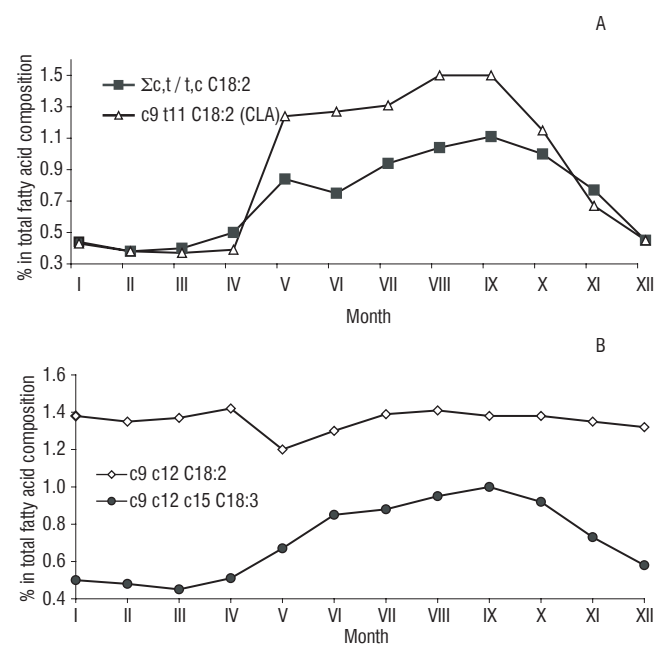 A
% in total fatty acid composition
1.5
1.3
1.1
0.9
0.7
0.5
0.3
Σc,t / t,c C18:2
c9 t11 C18:2 (CLA)
I II III IV V VI VII VIII IX X XI XII
Month
B
% in total fatty acid composition
1.6
1.4
1.2
1.0
0.8
0.6
0.4
c9 c12 C18:2
c9 c12 c15 C18:3
I II III IV V VI VII VIII IX X XI XII
Month